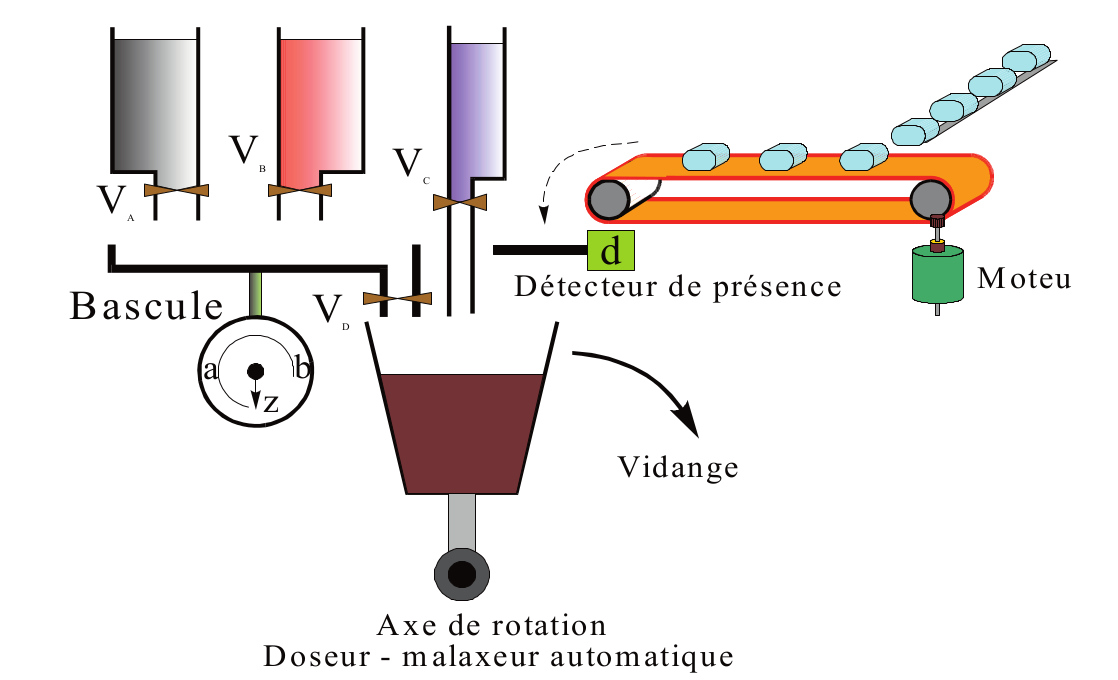 V_B
V_C
V_A
d
Détecteur de présence
Moteu
Bascule
V_D
a
b
z
Vidange
Axe de rotation
Doseur - malaxeur automatique